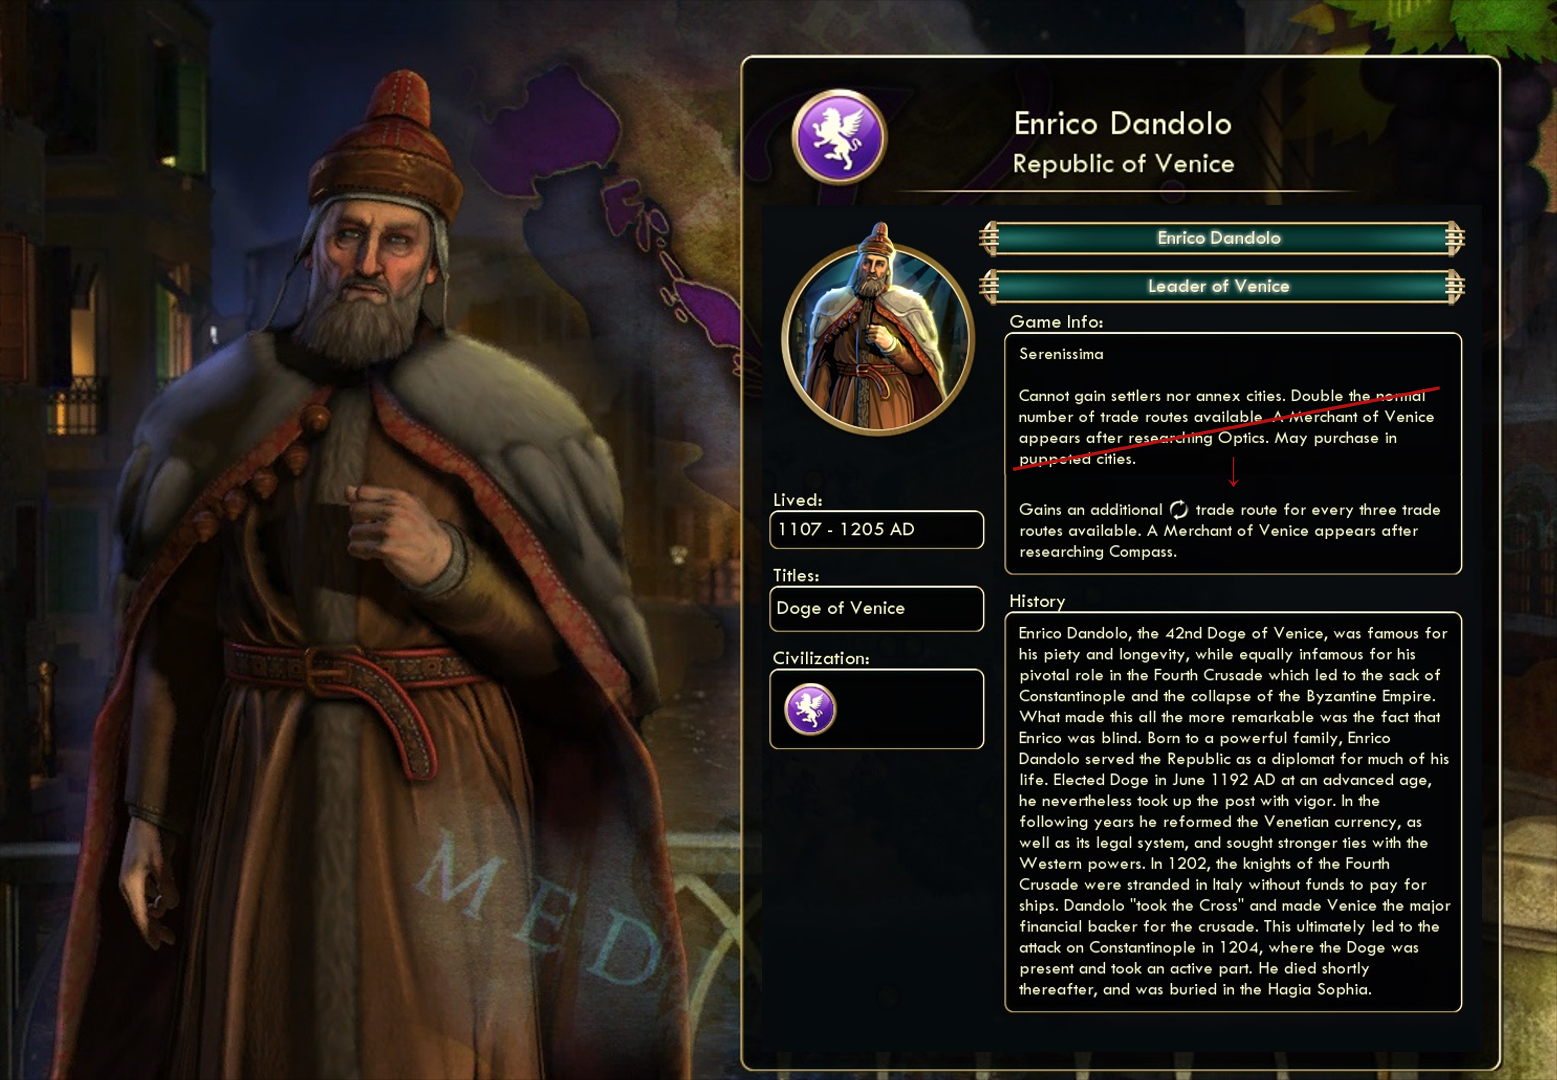 Enrico Dandolo
Republic of Venice
Enrico Dandolo
Leader of Venice
Game Info:
Serenissima
Cannot gain settlers nor annex cities. Double the normal
number of trade routes available. A Merchant of Venice
appears after researching Optics. May purchase in
puppeted cities.
Gains an additional trade route for every three trade
routes available. A Merchant of Venice appears after
researching Compass.
Lived:
1107 - 1205 AD
Titles:
Doge of Venice
Civilization:
History
Enrico Dandolo, the 42nd Doge of Venice, was famous for
his piety and longevity, while equally infamous for his
pivotal role in the Fourth Crusade which led to the sack of
Constantinople and the collapse of the Byzantine Empire.
What made this all the more remarkable was the fact that
Enrico was blind. Born to a powerful family, Enrico
Dandolo served the Republic as a diplomat for much of his
life. Elected Doge in June 1192 AD at an advanced age,
he nevertheless took up the post with vigor. In the
following years he reformed the Venetian currency, as
well as its legal system, and sought stronger ties with the
Western powers. In 1202, the knights of the Fourth
Crusade were stranded in Italy without funds to pay for
ships. Dandolo "took the Cross" and made Venice the major
financial backer for the crusade. This ultimately led to the
attack on Constantinople in 1204, where the Doge was
present and took an active part. He died shortly
thereafter, and was buried in the Hagia Sophia.
MED